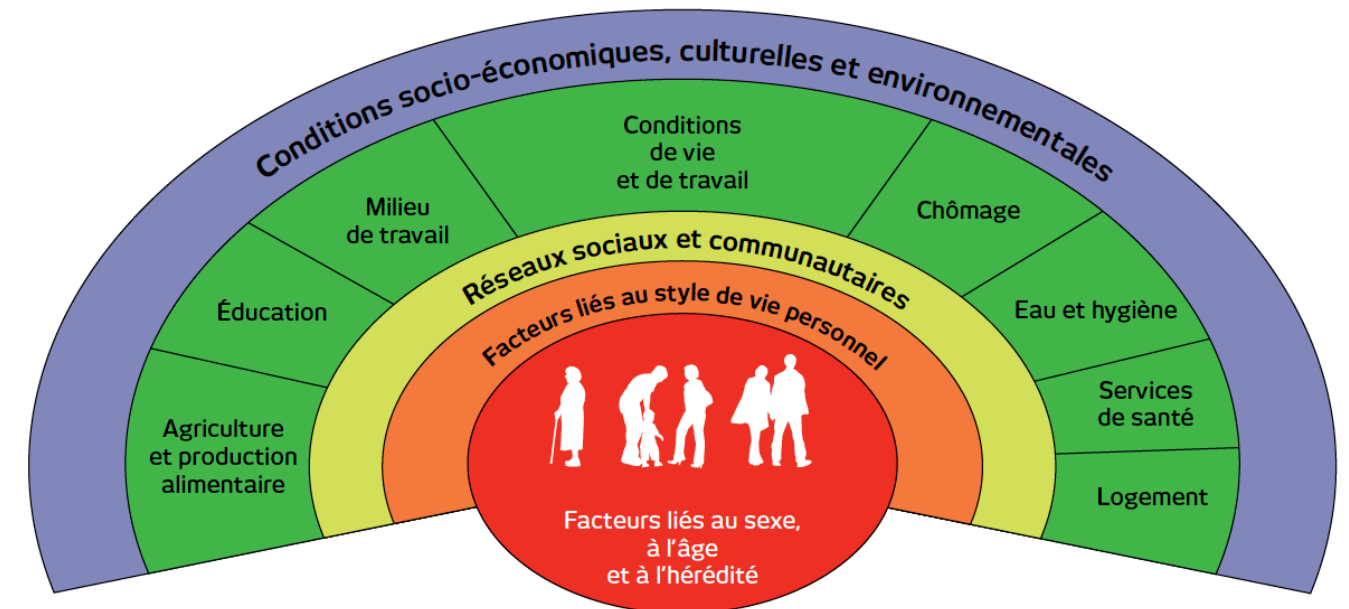 Conditions socio-économiques, culturelles et environnementales
Conditions
de vie
et de travail
Milieu
de travail
Chômage
Éducation
Eau et hygiène
Agriculture
et production
alimentaire
Services
de santé
Logement
Réseaux sociaux et communautaires
Facteurs liés au style de vie personnel
Facteurs liés au sexe,
à l'âge
et à l'hérédité